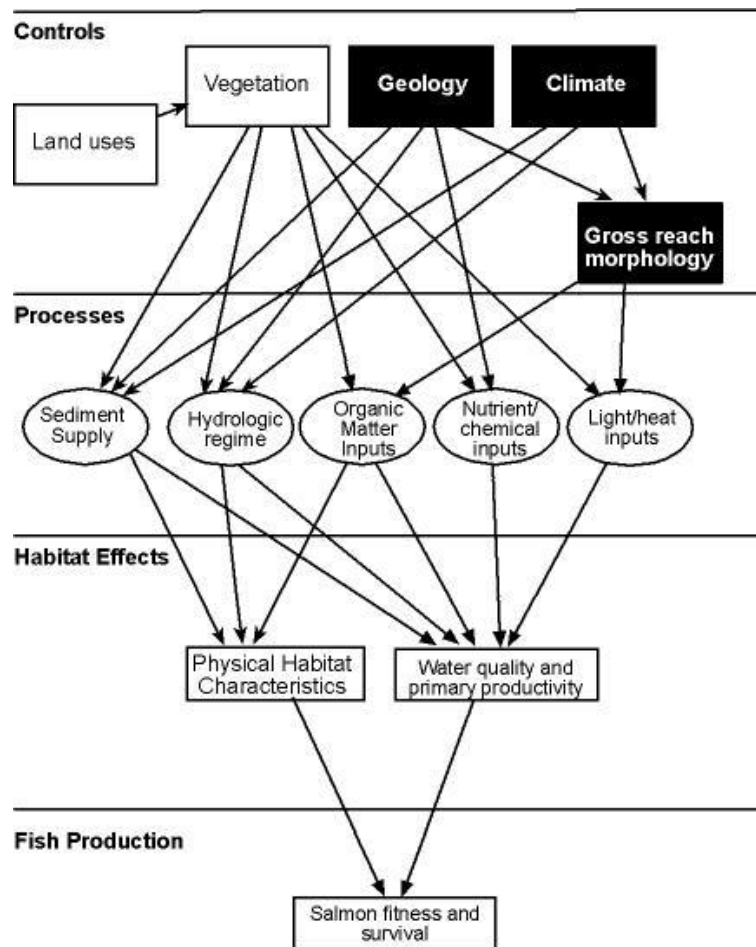 Controls
Vegetation
Geology
Climate
Land uses
Gross reach
morphology
Processes
Sediment
Supply
Hydrologic
regime
Organic
Matter
Inputs
Nutrient/
chemical
inputs
Light/heat
inputs
Habitat Effects
Physical Habitat
Characteristics
Water quality and
primary productivity
Fish Production
Salmon fitness and
survival